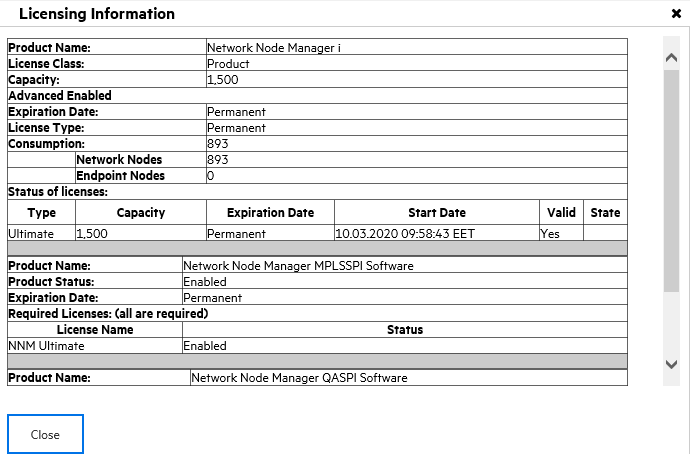 Licensing Information
Product Name: Network Node Manager i
License Class: Product
Capacity: 1,500
Advanced Enabled
Expiration Date: Permanent
License Type: Permanent
Consumption: 893
Network Nodes 893
Endpoint Nodes 0
Status of licenses:
Type Capacity Expiration Date Start Date Valid State
Ultimate 1,500 Permanent 10.03.2020 09:58:43 EET Yes
Product Name: Network Node Manager MPLSSPI Software
Product Status: Enabled
Expiration Date: Permanent
Required Licenses: (all are required)
License Name Status
NNM Ultimate Enabled
Product Name: Network Node Manager QASPI Software
Close